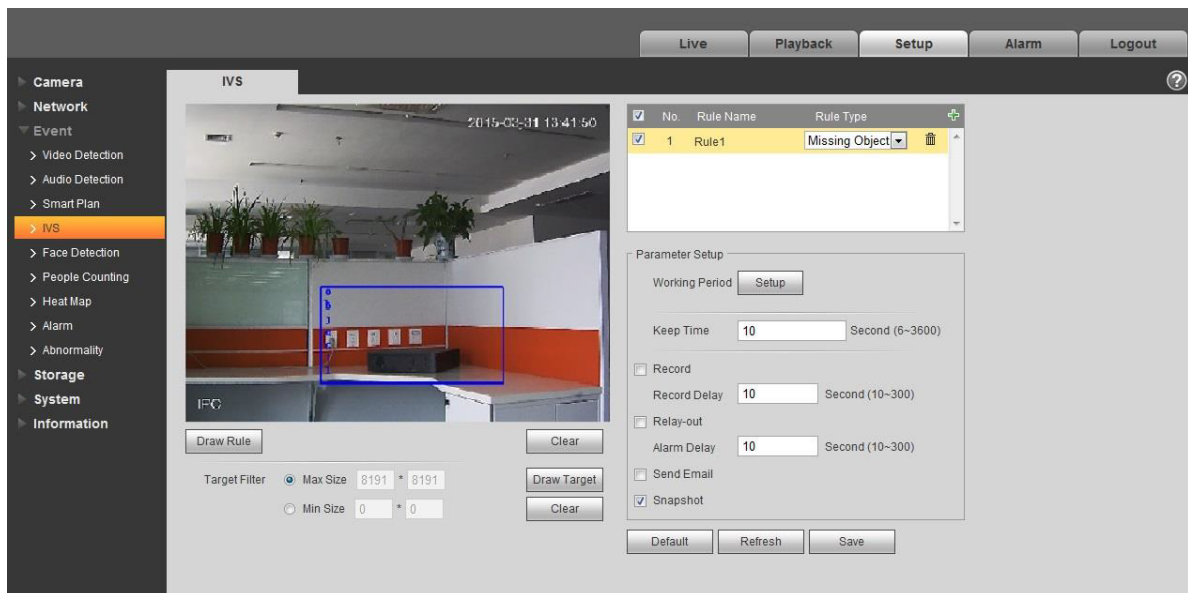 Live Playback Setup Alarm Logout
Camera
Network
Event
Video Detection
Audio Detection
Smart Plan
IVS
Face Detection
People Counting
Heat Map
Alarm
Abnormality
Storage
System
Information
IVS
2015-03-31 13:41:50
IPC
Draw Rule Clear
Target Filter Max Size 8191 * 8191 Draw Target
Min Size 0 * 0 Clear
No. Rule Name Rule Type
1 Rule1 Missing Object
Parameter Setup
Working Period Setup
Keep Time 10 Second (6~3600)
Record
Record Delay 10 Second (10~300)
Relay-out
Alarm Delay 10 Second (10~300)
Send Email
Snapshot
Default Refresh Save